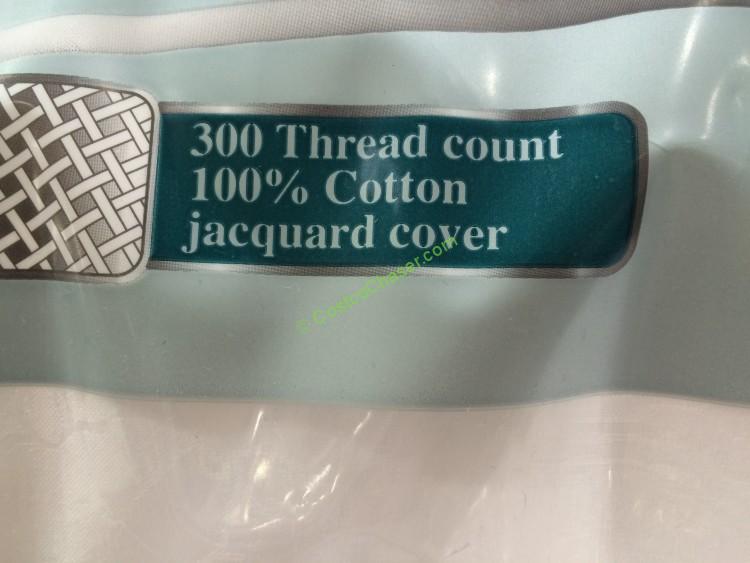 300 Thread count
100% Cotton
jacquard cover
© CostcoChaser.com